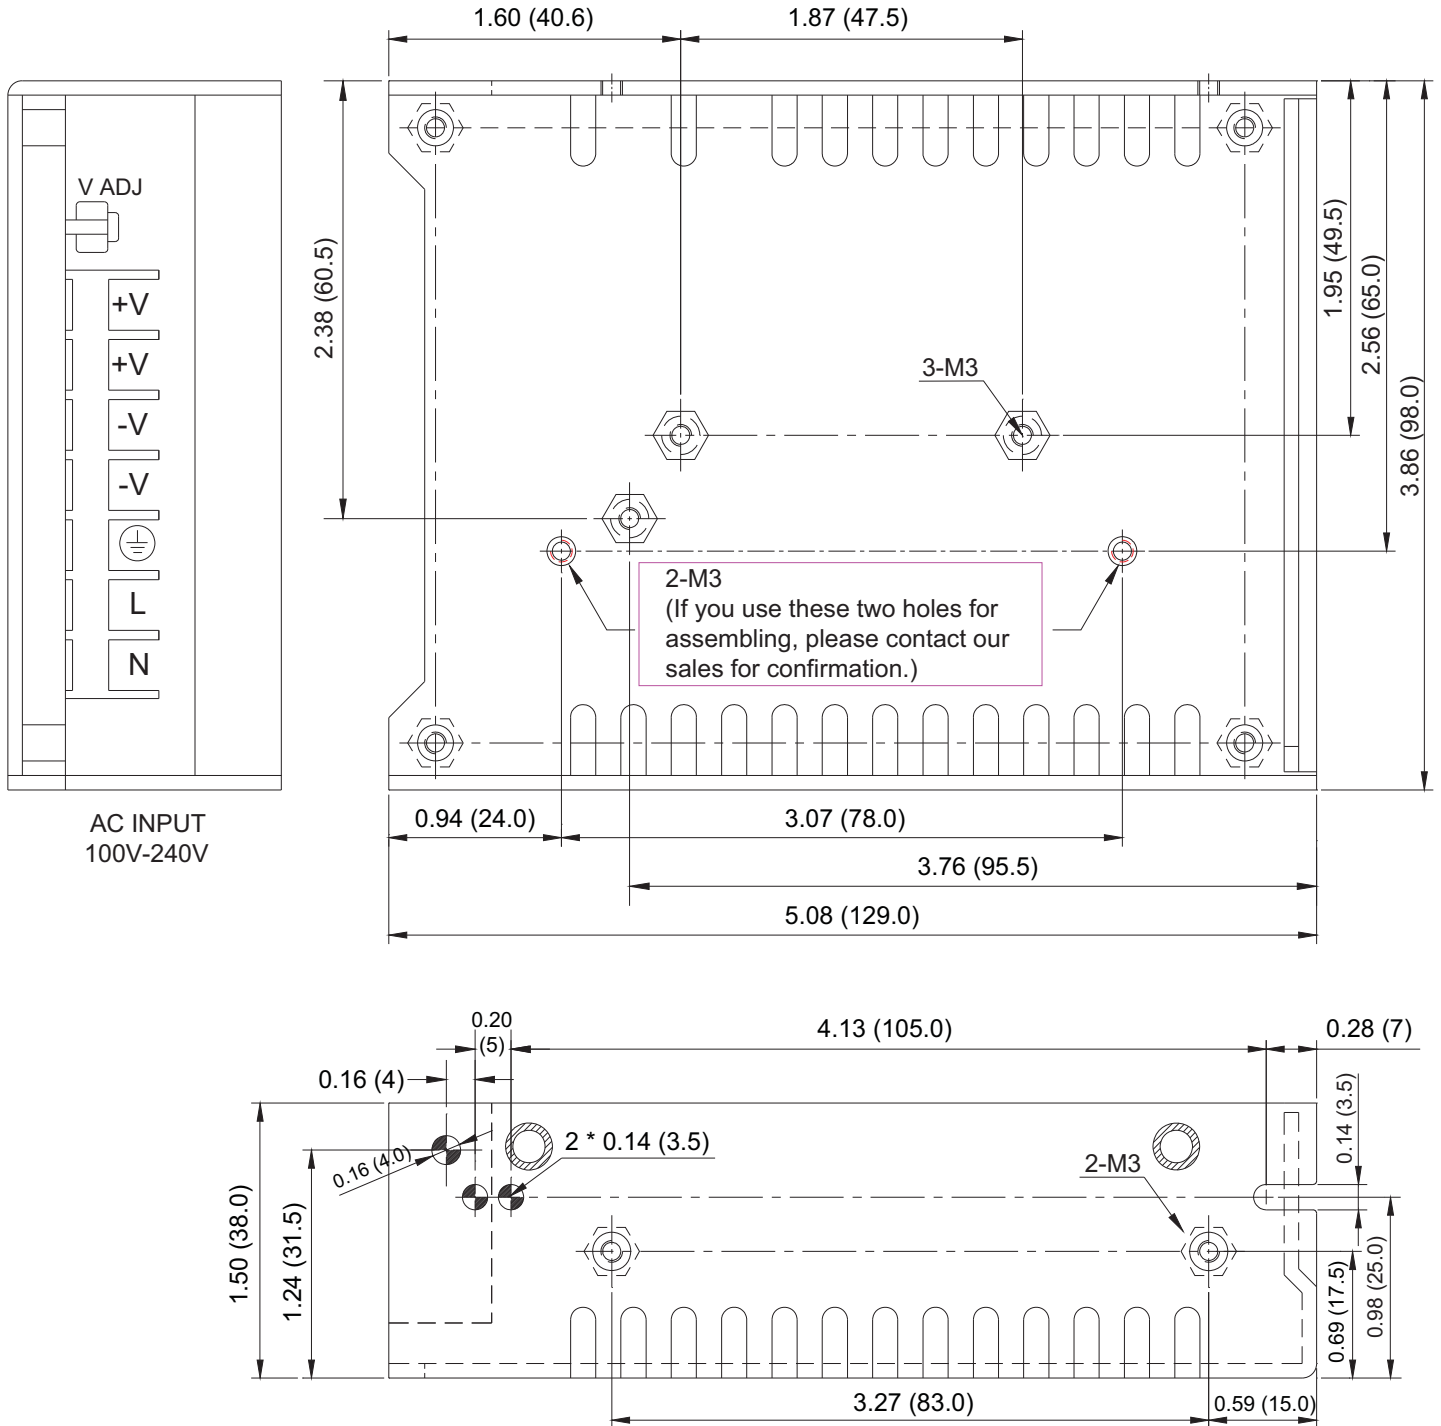 1.60 (40.6)
1.87 (47.5)
V ADJ
+V
+V
-V
-V
L
N
AC INPUT
100V-240V
2.38 (60.5)
3-M3
1.95 (49.5)
2.56 (65.0)
3.86 (98.0)
2-M3
(If you use these two holes for
assembling, please contact our
sales for confirmation.)
0.94 (24.0)
3.07 (78.0)
3.76 (95.5)
5.08 (129.0)
0.20
(5)
4.13 (105.0)
0.28 (7)
0.16 (4)
0.16 (4.0)
2 * 0.14 (3.5)
2-M3
0.14 (3.5)
1.50 (38.0)
1.24 (31.5)
0.69 (17.5)
0.98 (25.0)
3.27 (83.0)
0.59 (15.0)